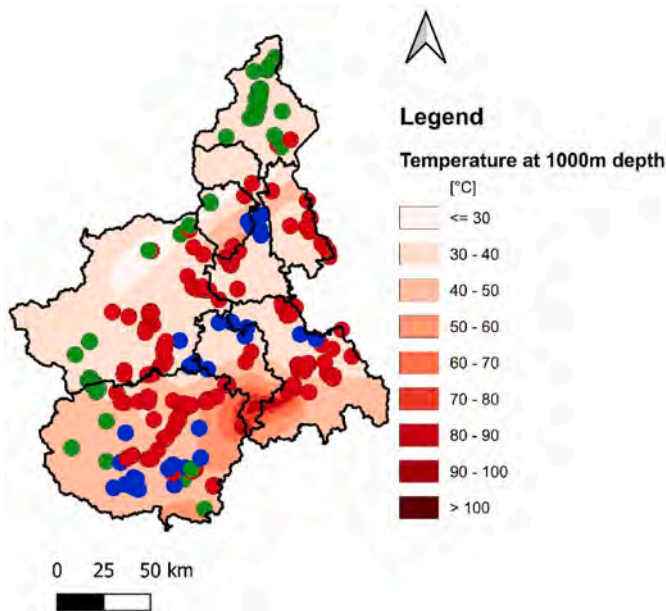 Legend
Temperature at 1000m depth
[°C]
<= 30
30 - 40
40 - 50
50 - 60
60 - 70
70 - 80
80 - 90
90 - 100
> 100
0 25 50 km